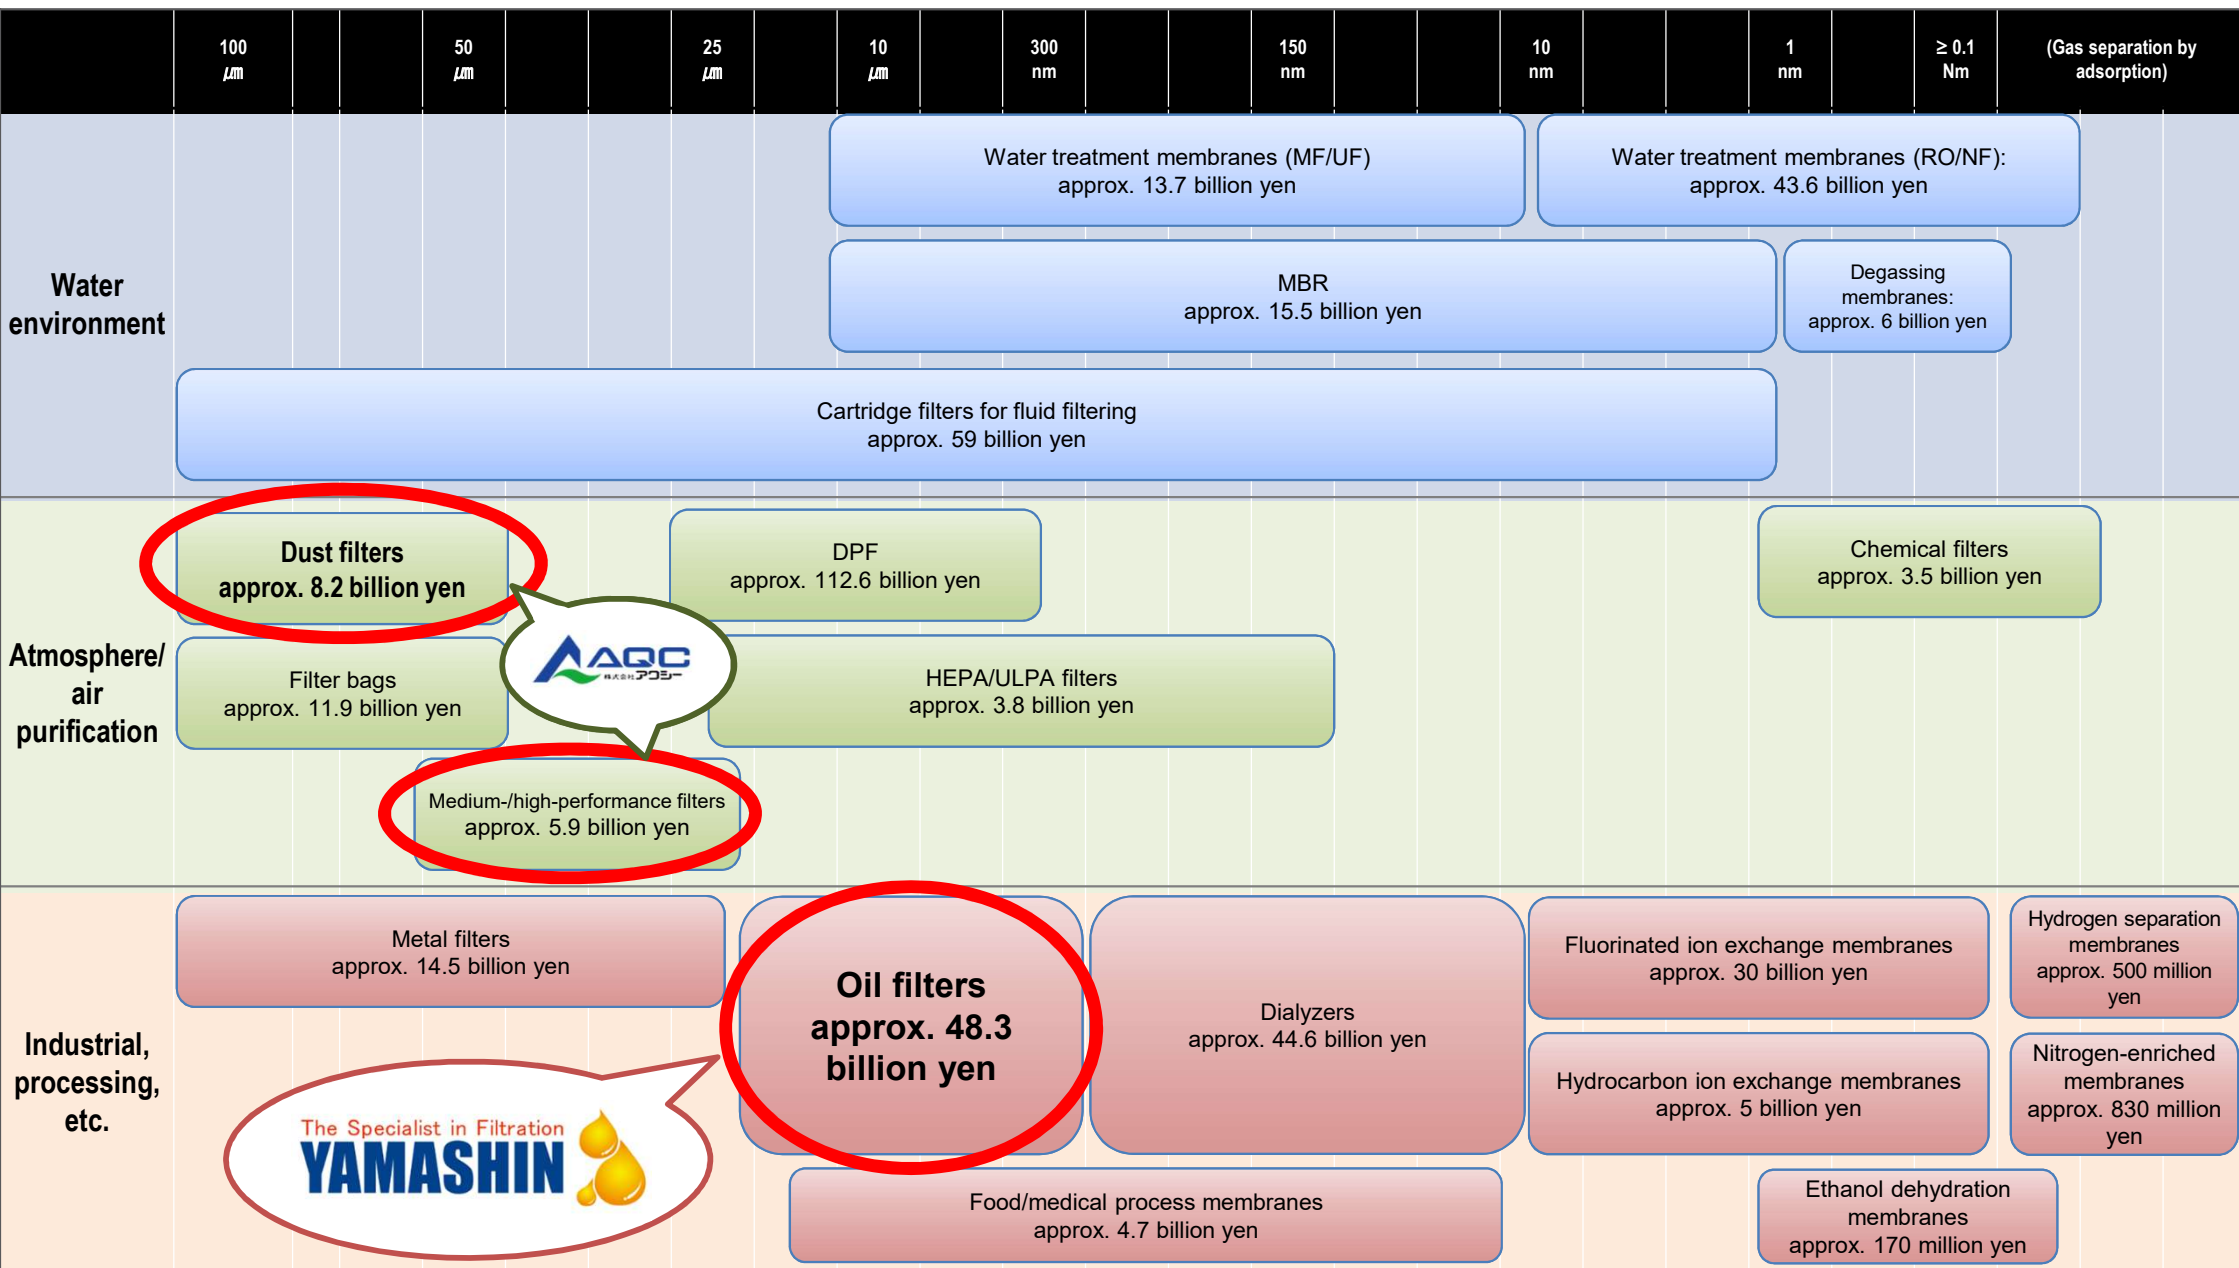 100
μm
50
μm
25
μm
10
μm
300
nm
150
nm
10
nm
1
nm
≥ 0.1
Nm
(Gas separation by
adsorption)
Water
environment
Water treatment membranes (MF/UF)
approx. 13.7 billion yen
Water treatment membranes (RO/NF):
approx. 43.6 billion yen
MBR
approx. 15.5 billion yen
Degassing
membranes:
approx. 6 billion yen
Cartridge filters for fluid filtering
approx. 59 billion yen
Atmosphere/
air
purification
Dust filters
approx. 8.2 billion yen
DPF
approx. 112.6 billion yen
Chemical filters
approx. 3.5 billion yen
AQC
株式会社アクシー
Filter bags
approx. 11.9 billion yen
HEPA/ULPA filters
approx. 3.8 billion yen
Medium-/high-performance filters
approx. 5.9 billion yen
Industrial,
processing,
etc.
Metal filters
approx. 14.5 billion yen
Oil filters
approx. 48.3
billion yen
Dialyzers
approx. 44.6 billion yen
Fluorinated ion exchange membranes
approx. 30 billion yen
Hydrogen separation
membranes
approx. 500 million
yen
Hydrocarbon ion exchange membranes
approx. 5 billion yen
Nitrogen-enriched
membranes
approx. 830 million
yen
The Specialist in Filtration
YAMASHIN
Food/medical process membranes
approx. 4.7 billion yen
Ethanol dehydration
membranes
approx. 170 million yen